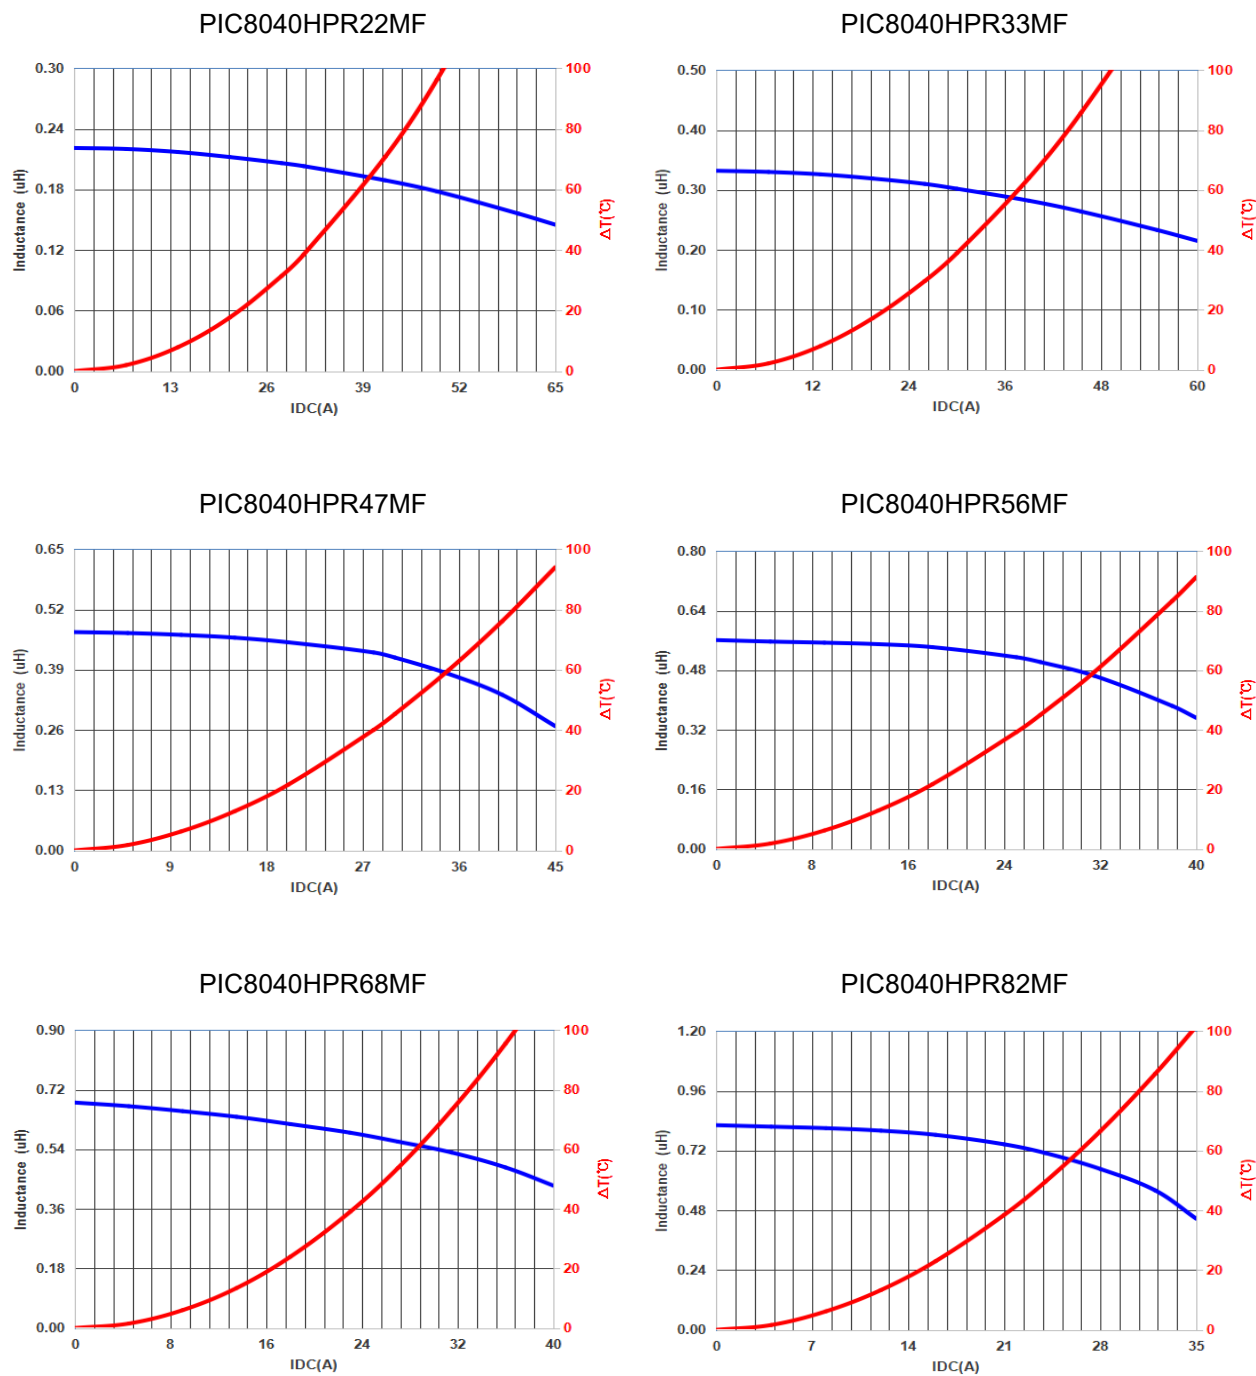 PIC8040HPR22MF
0.30
0.24
0.18
0.12
0.06
0.00
Inductance (uH)
100
80
60
40
20
0
ΔT(℃)
0 13 26 39 52 65
IDC(A)
PIC8040HPR33MF
0.50
0.40
0.30
0.20
0.10
0.00
Inductance (uH)
100
80
60
40
20
0
ΔT(℃)
0 12 24 36 48 60
IDC(A)
PIC8040HPR47MF
0.65
0.52
0.39
0.26
0.13
0.00
Inductance (uH)
100
80
60
40
20
0
ΔT(℃)
0 9 18 27 36 45
IDC(A)
PIC8040HPR56MF
0.80
0.64
0.48
0.32
0.16
0.00
Inductance (uH)
100
80
60
40
20
0
ΔT(℃)
0 8 16 24 32 40
IDC(A)
PIC8040HPR68MF
0.90
0.72
0.54
0.36
0.18
0.00
Inductance (uH)
100
80
60
40
20
0
ΔT(℃)
0 8 16 24 32 40
IDC(A)
PIC8040HPR82MF
1.20
0.96
0.72
0.48
0.24
0.00
Inductance (uH)
100
80
60
40
20
0
ΔT(℃)
0 7 14 21 28 35
IDC(A)